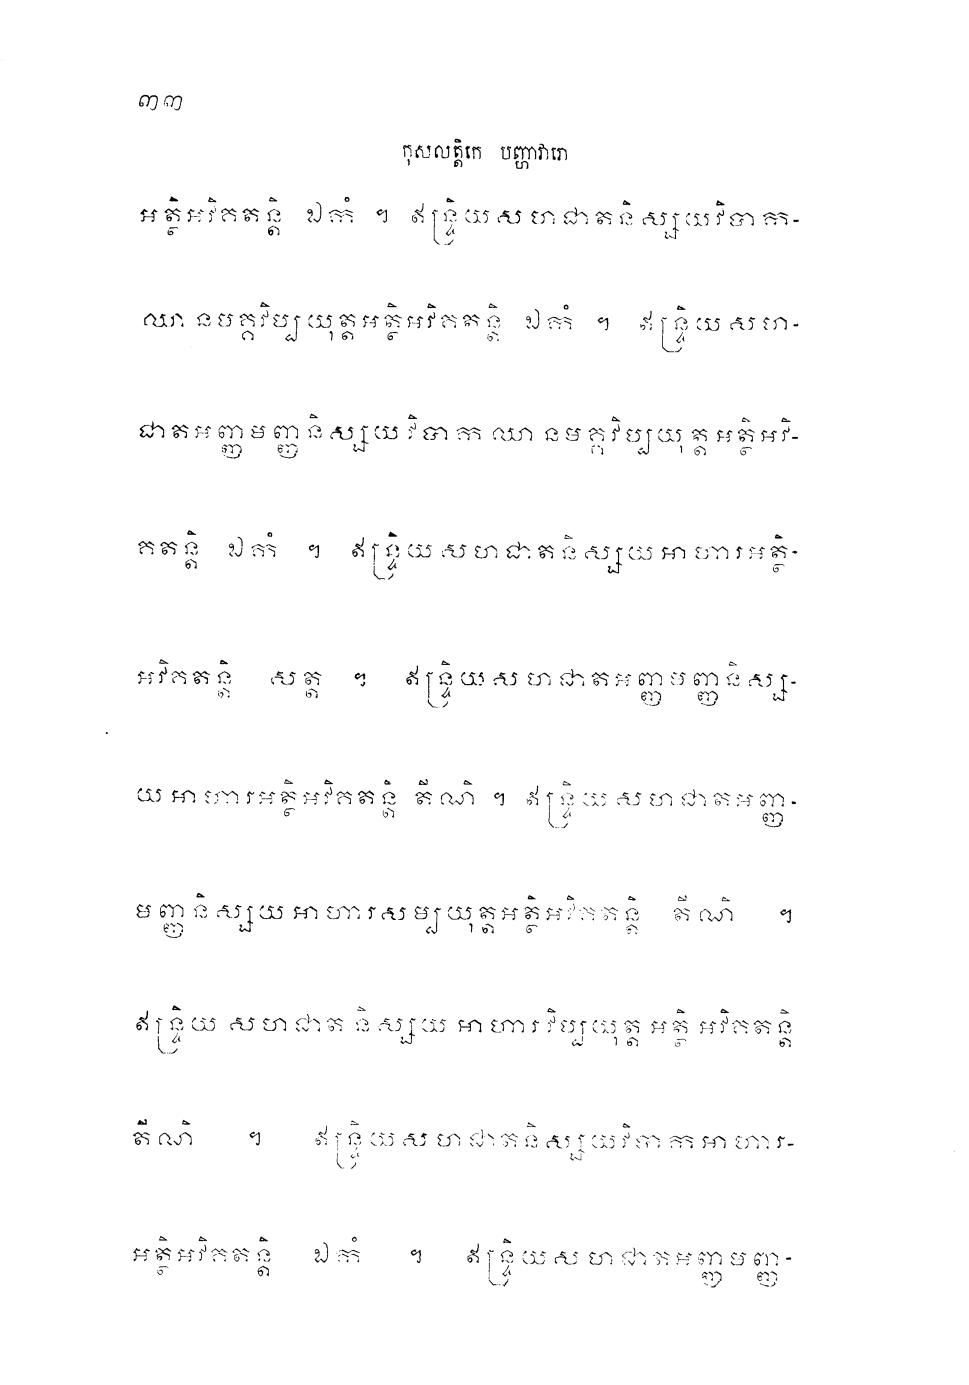 ៣៣
កុសលត្តិកេ បញ្ហាវារោ
អត្ថិអវិគតន្តិ ឯកំ ។ ឥន្ទ្រិយសហជាតនិស្សយវិបាក-
ឈានមគ្គវិប្បយុត្តអត្ថិអវិគតន្តិ ឯកំ ។ ឥន្ទ្រិយសហ-
ជាតអញ្ញមញ្ញនិស្សយវិបាកឈានមគ្គវិប្បយុត្តអត្ថិអវិ-
គតន្តិ ឯកំ ។ ឥន្ទ្រិយសហជាតនិស្សយអាហារអត្ថិ-
អវិគតន្តិ សត្ត ។ ឥន្ទ្រិយសហជាតអញ្ញមញ្ញនិស្ស-
យអាហារអត្ថិអវិគតន្តិ តីណិ ។ ឥន្ទ្រិយសហជាតអញ្ញ-
មញ្ញនិស្សយអាហារសម្បយុត្តអត្ថិអវិគតន្តិ តីណិ ។
ឥន្ទ្រិយសហជាតនិស្សយអាហារវិប្បយុត្តអត្ថិអវិគតន្តិ
តីណិ ។ ឥន្ទ្រិយសហជាតនិស្សយវិបាកអាហារ-
អត្ថិអវិគតន្តិ ឯកំ ។ ឥន្ទ្រិយសហជាតអញ្ញមញ្ញ-